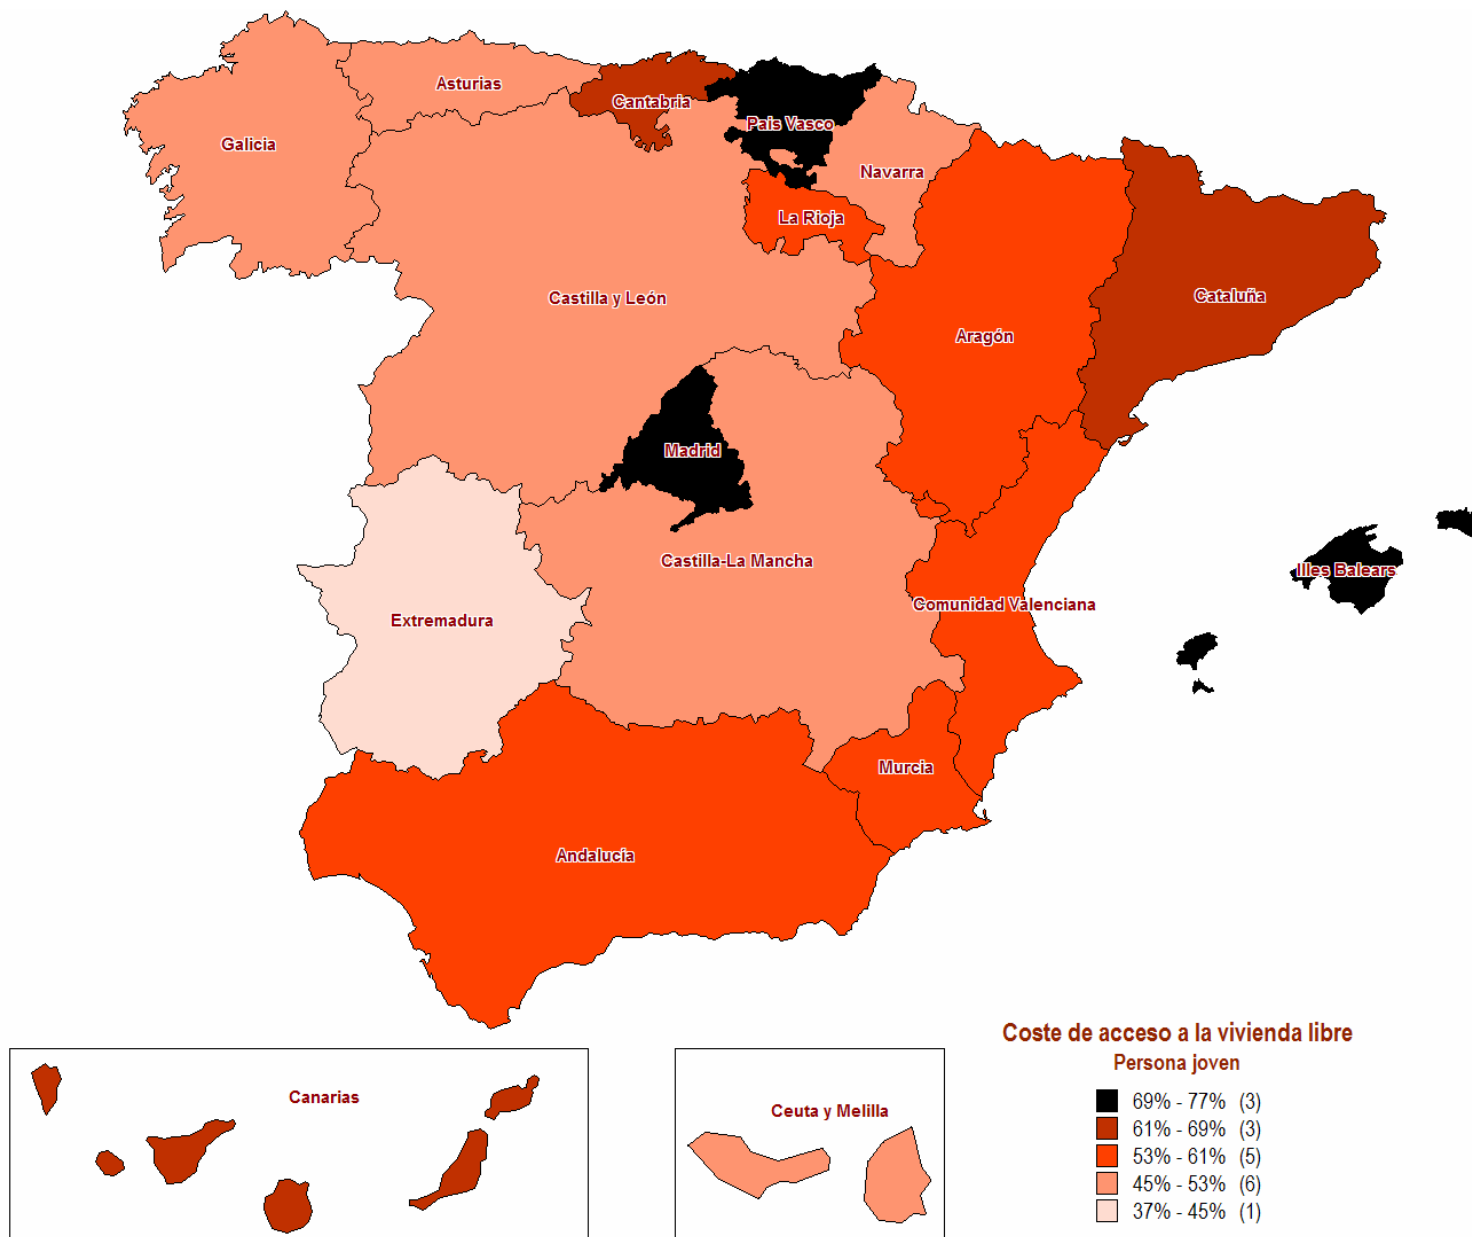 Asturias
Cantabria
Pais Vasco
Galicia
Navarra
La Rioja
Castilla y León
Cataluña
Aragón
Madrid
Castilla-La Mancha
Illes Balears
Comunidad Valenciana
Extremadura
Murcia
Andalucía
Coste de acceso a la vivienda libre
Persona joven
69% - 77% (3)
61% - 69% (3)
53% - 61% (5)
45% - 53% (6)
37% - 45% (1)
Canarias
Ceuta y Melilla